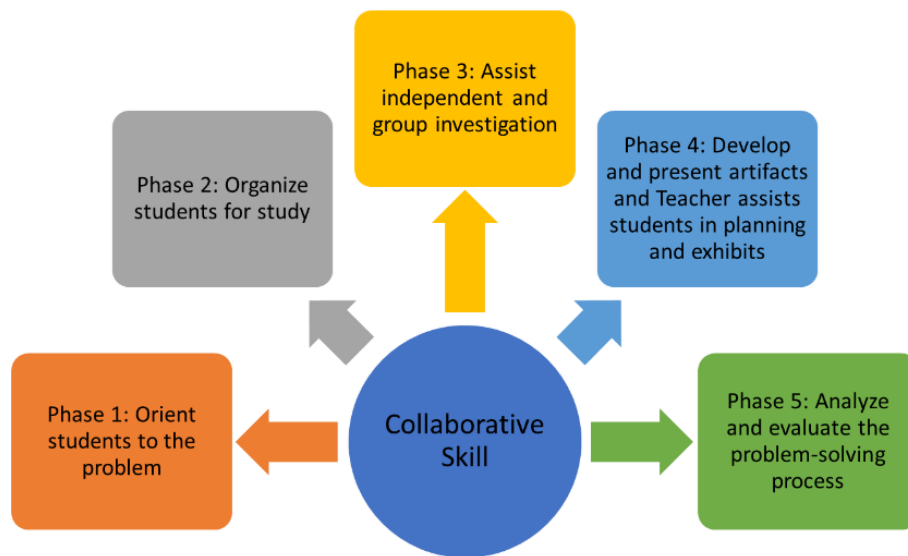 Phase 3: Assist
independent and
group investigation
Phase 2: Organize
students for study
Phase 4: Develop
and present artifacts
and Teacher assists
students in planning
and exhibits
Phase 1: Orient
students to the
problem
Collaborative
Skill
Phase 5: Analyze
and evaluate the
problem-solving
process